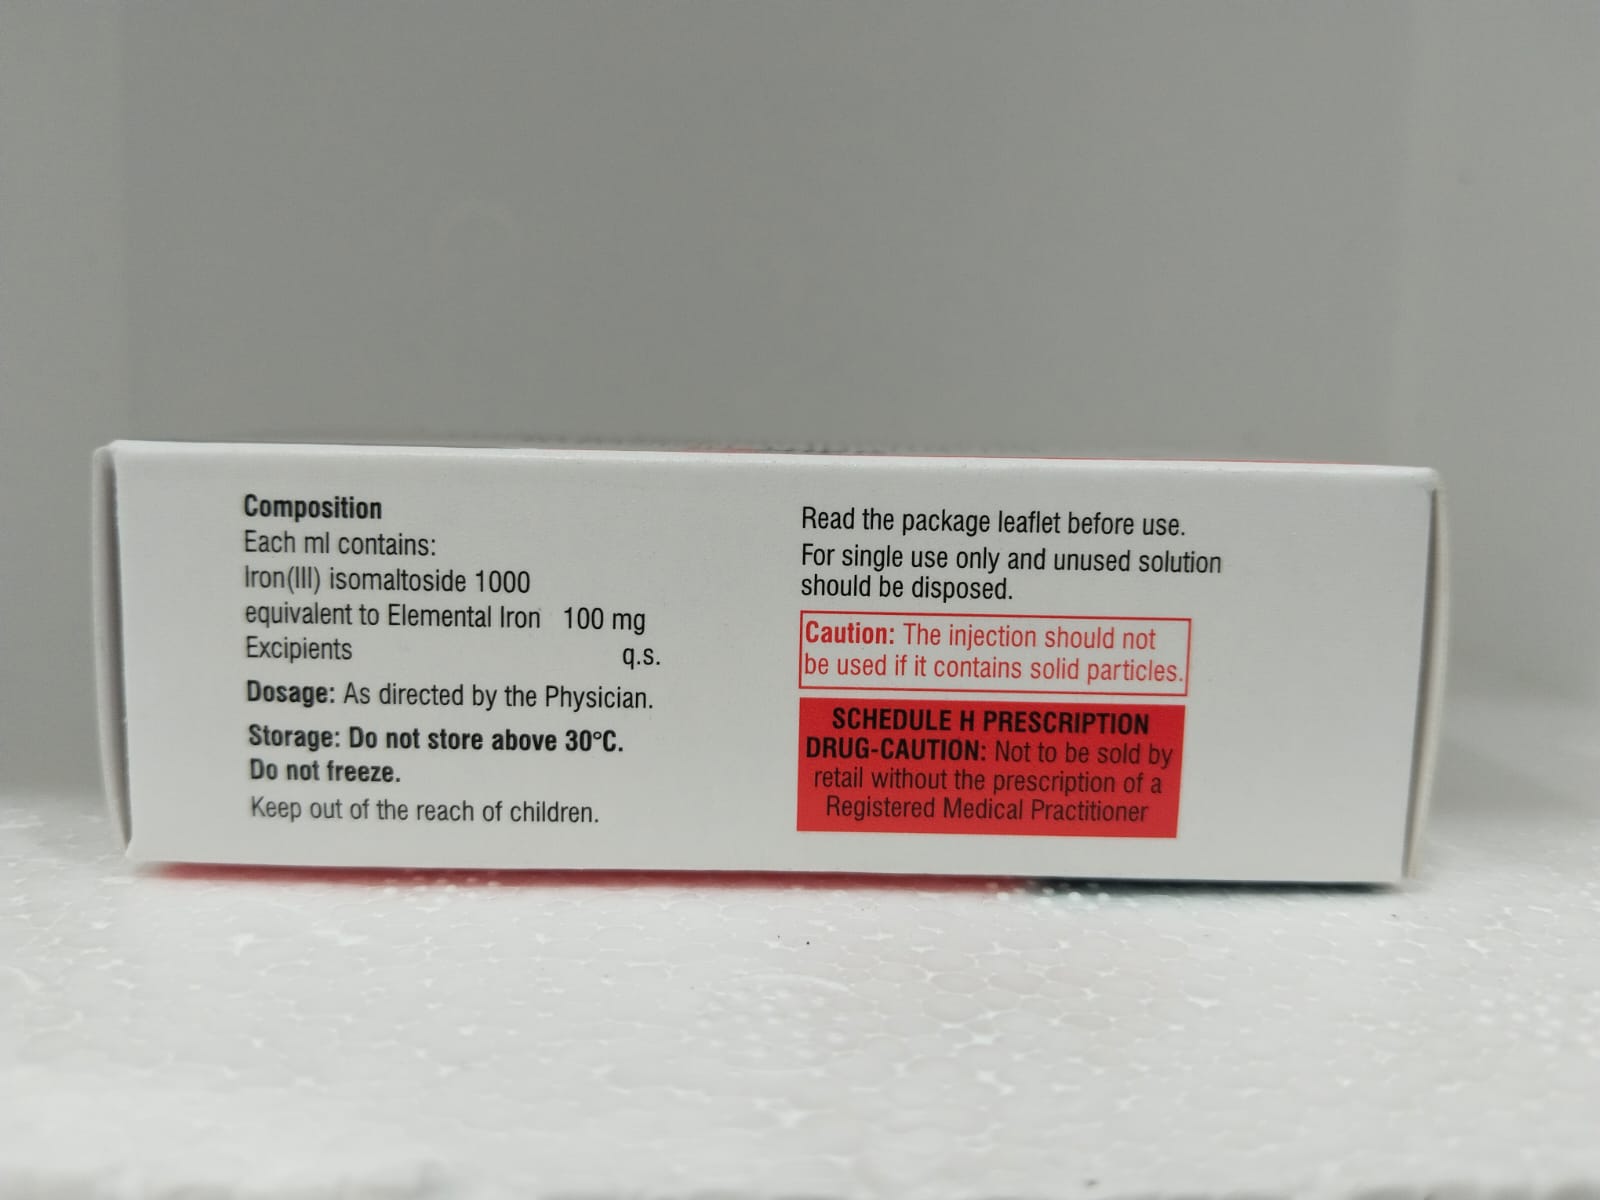 Composition
Each ml contains:
Iron(III) isomaltoside 1000
equivalent to Elemental Iron 100 mg
Excipients q.s.
Dosage: As directed by the Physician.
Storage: Do not store above 30°C.
Do not freeze.
Keep out of the reach of children.
Read the package leaflet before use.
For single use only and unused solution
should be disposed.
Caution: The injection should not
be used if it contains solid particles.
SCHEDULE H PRESCRIPTION
DRUG-CAUTION: Not to be sold by
retail without the prescription of a
Registered Medical Practitioner